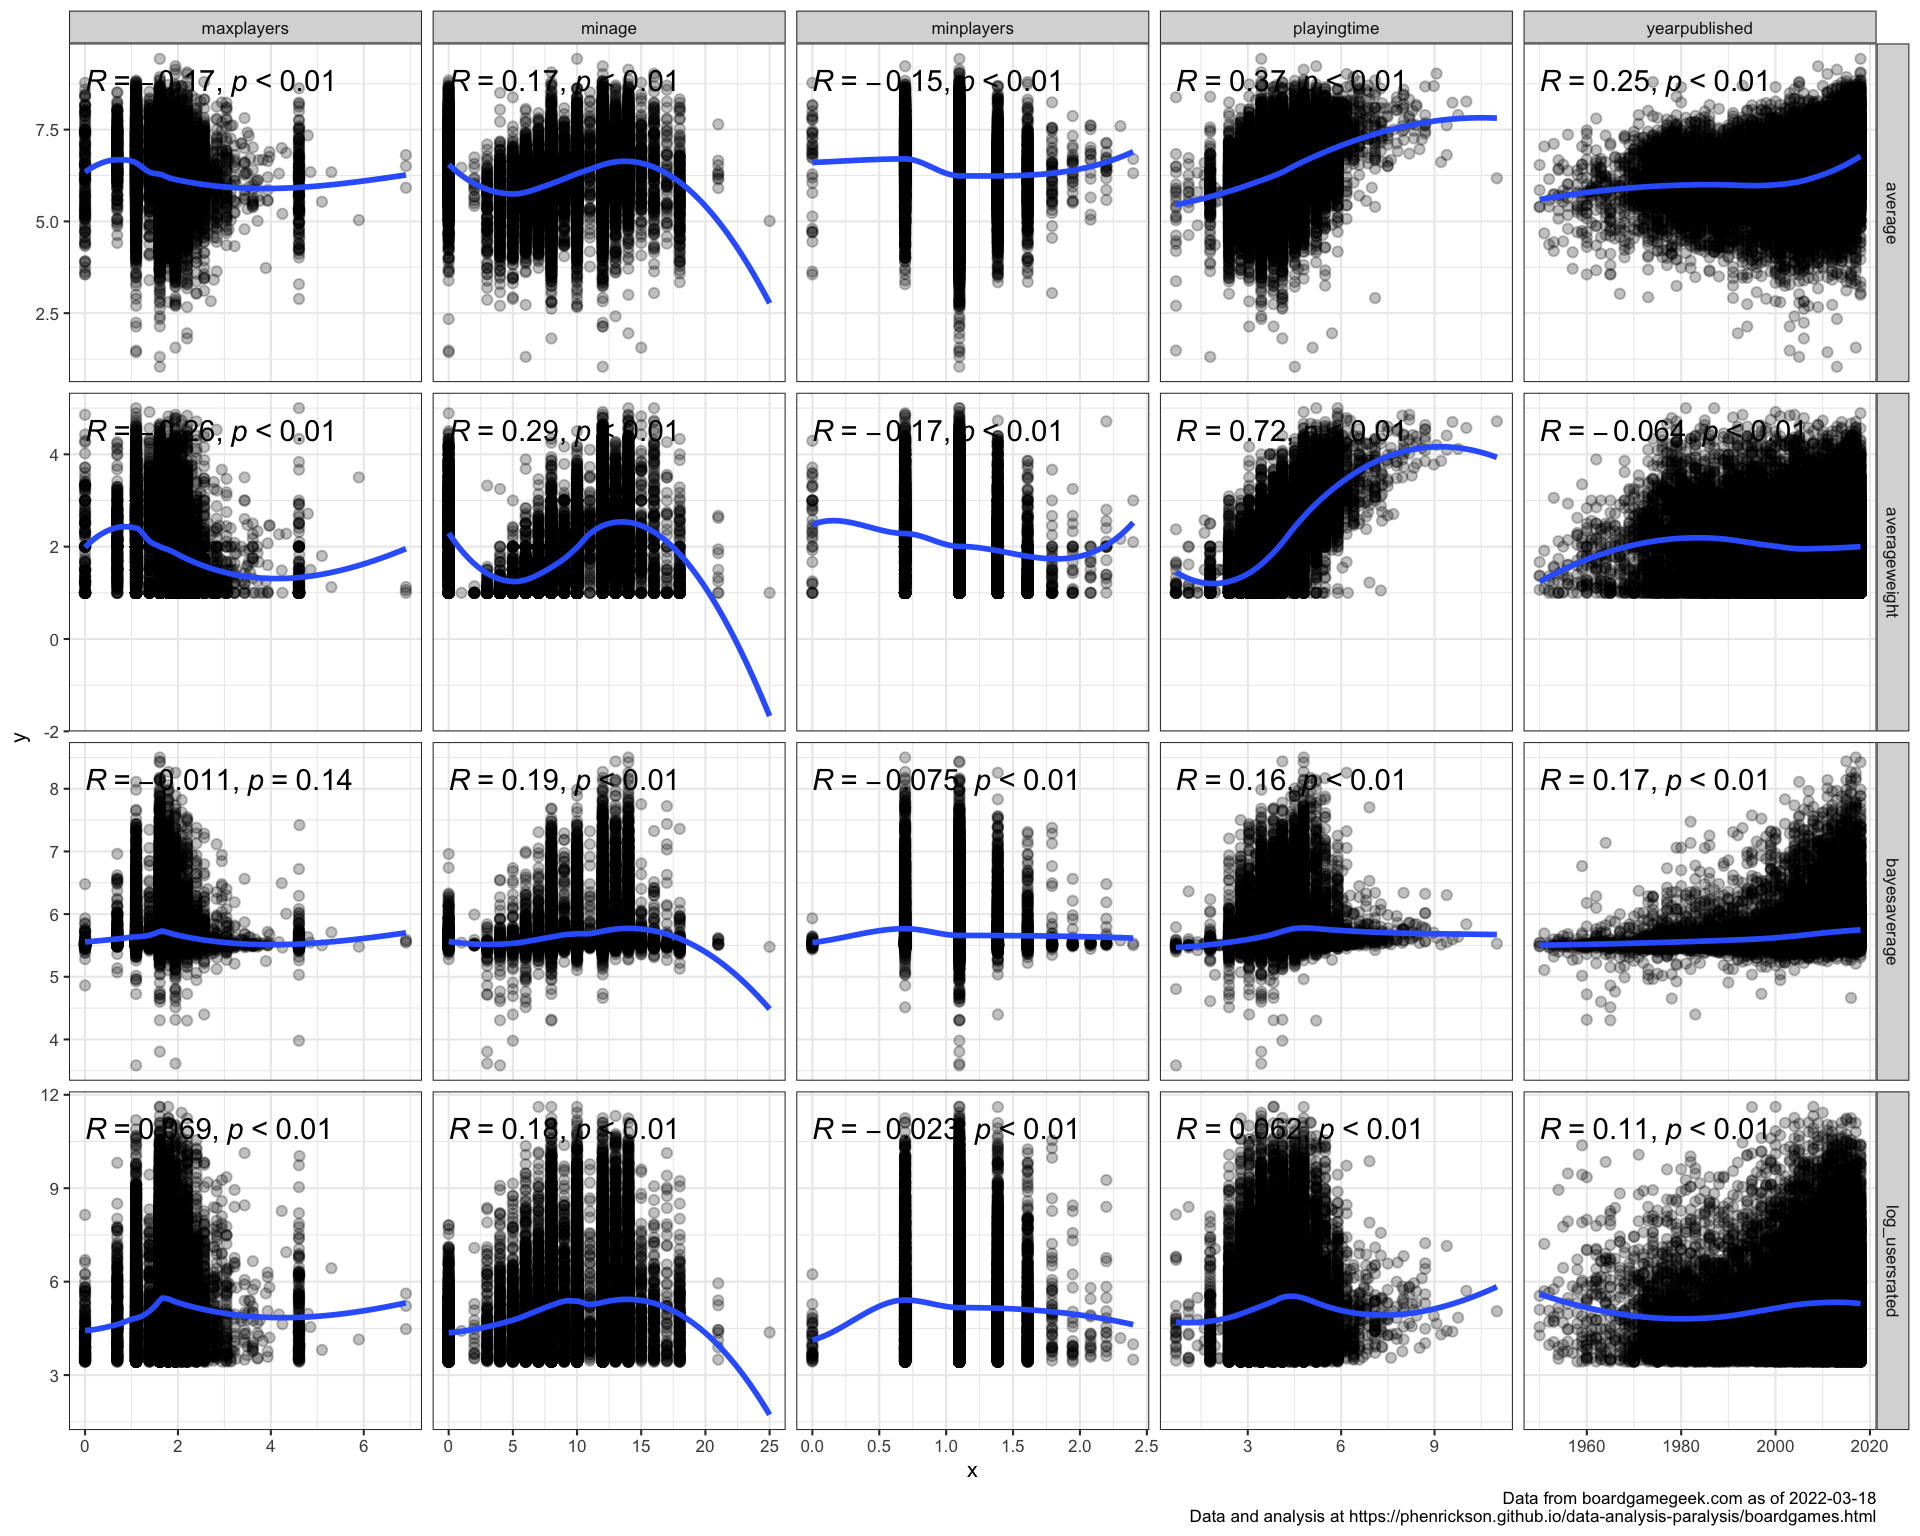 maxplayers minage minplayers playingtime yearpublished
R = −0.17, p < 0.01 R = 0.17, p < 0.01 R = −0.15, p < 0.01 R = 0.37, p < 0.01 R = 0.25, p < 0.01
7.5
5.0
2.5
average
R = −0.26, p < 0.01 R = 0.29, p < 0.01 R = −0.17, p < 0.01 R = 0.72, p < 0.01 R = −0.064, p < 0.01
4
2
0
-2
averageweight
y
R = −0.011, p = 0.14 R = 0.19, p < 0.01 R = −0.075, p < 0.01 R = 0.16, p < 0.01 R = 0.17, p < 0.01
8
7
6
5
4
bayesaverage
12
R = 0.069, p < 0.01 R = 0.18, p < 0.01 R = −0.023, p < 0.01 R = 0.062, p < 0.01 R = 0.11, p < 0.01
9
6
3
log_usersrated
0 2 4 6 0 5 10 15 20 25 0.0 0.5 1.0 1.5 2.0 2.5 3 6 9 1960 1980 2000 2020
x
Data from boardgamegeek.com as of 2022-03-18
Data and analysis at https://phenrickson.github.io/data-analysis-paralysis/boardgames.html